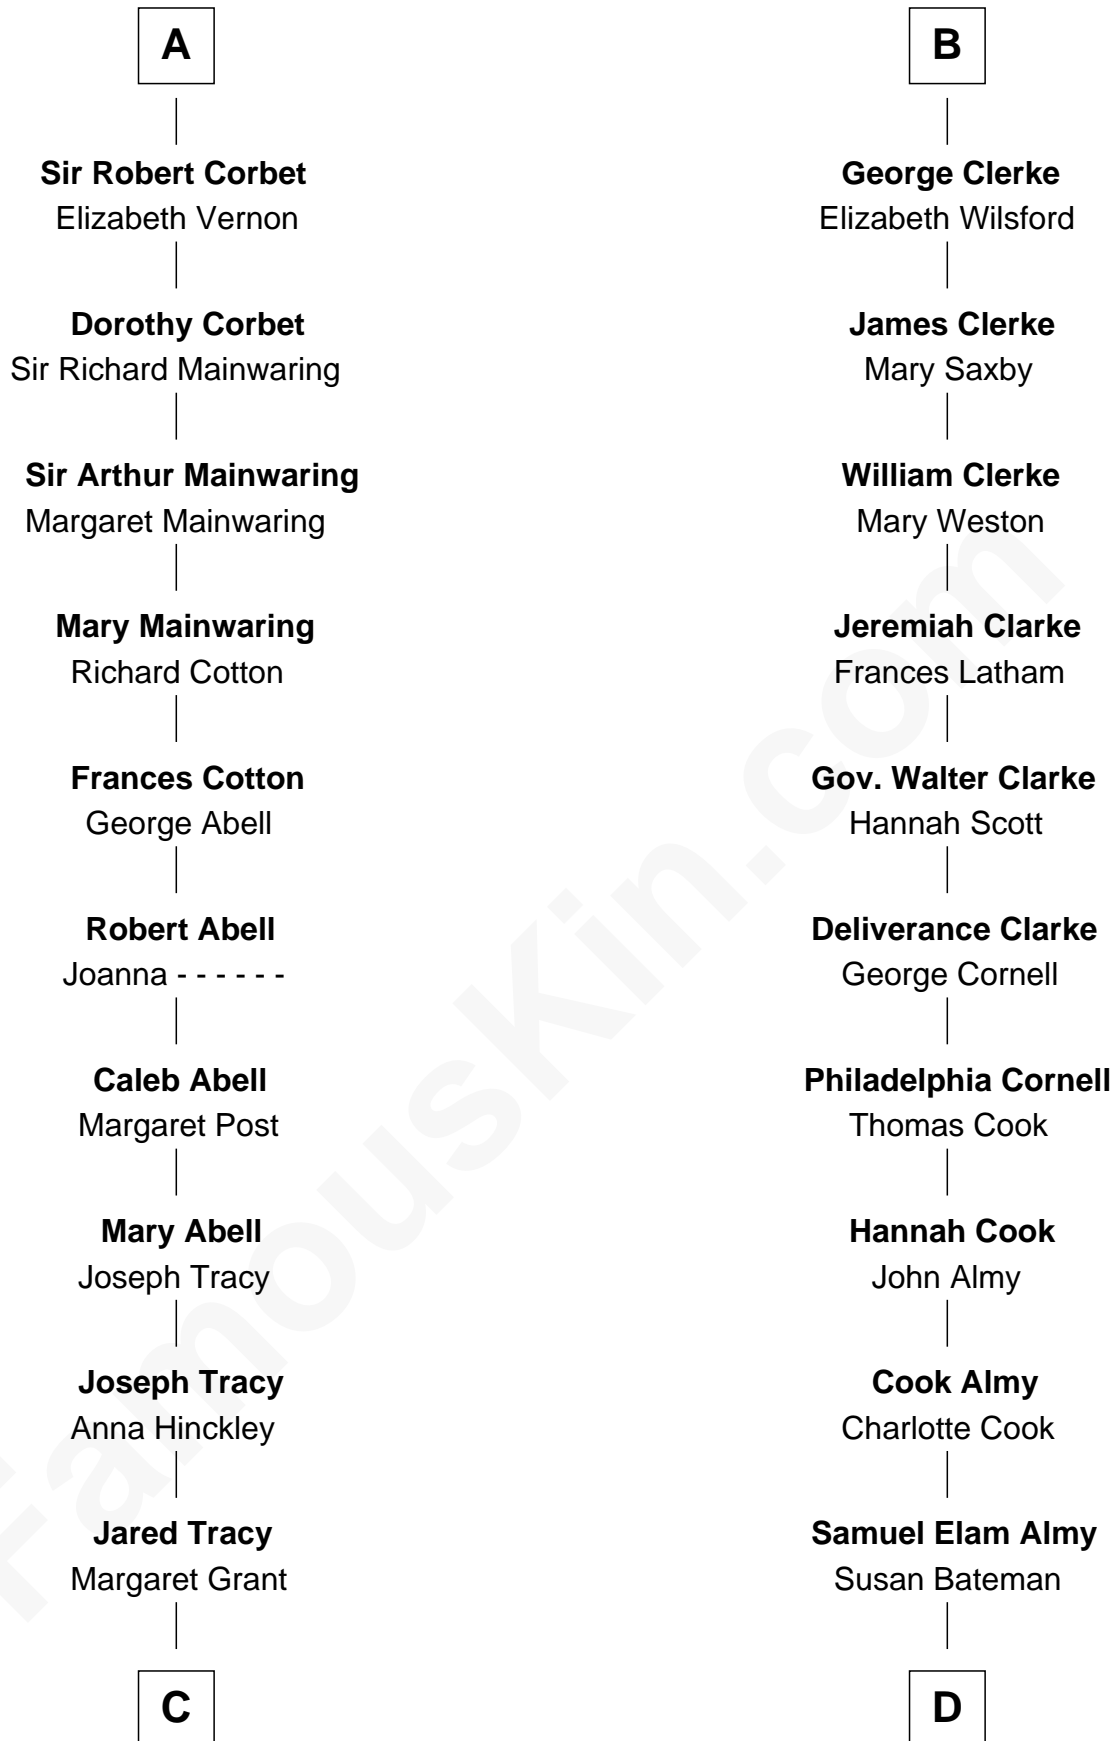 A
Sir Robert Corbet
Elizabeth Vernon
Dorothy Corbet
Sir Richard Mainwaring
Sir Arthur Mainwaring
Margaret Mainwaring
Mary Mainwaring
Richard Cotton
Frances Cotton
George Abell
Robert Abell
Joanna - - - - - -
Caleb Abell
Margaret Post
Mary Abell
Joseph Tracy
Joseph Tracy
Anna Hinckley
Jared Tracy
Margaret Grant
C
B
George Clerke
Elizabeth Wilsford
James Clerke
Mary Saxby
William Clerke
Mary Weston
Jeremiah Clarke
Frances Latham
Gov. Walter Clarke
Hannah Scott
Deliverance Clarke
George Cornell
Philadelphia Cornell
Thomas Cook
Hannah Cook
John Almy
Cook Almy
Charlotte Cook
Samuel Elam Almy
Susan Bateman
D
FamousKin.com